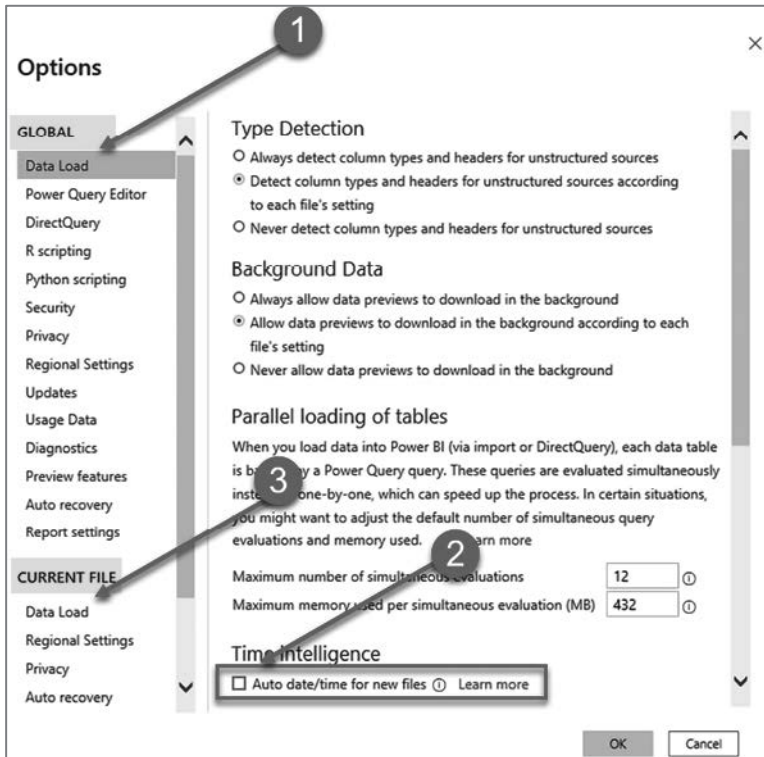 1
Options
GLOBAL
Data Load
Power Query Editor
DirectQuery
R scripting
Python scripting
Security
Privacy
Regional Settings
Updates
Usage Data
Diagnostics
Preview features
Auto recovery
Report settings
CURRENT FILE
Data Load
Regional Settings
Privacy
Auto recovery
3
Type Detection
Always detect column types and headers for unstructured sources
Detect column types and headers for unstructured sources according
to each file's setting
Never detect column types and headers for unstructured sources
Background Data
Always allow data previews to download in the background
Allow data previews to download in the background according to each
file's setting
Never allow data previews to download in the background
Parallel loading of tables
When you load data into Power BI (via import or DirectQuery), each data table
is by a Power Query query. These queries are evaluated simultaneously
one-by-one, which can speed up the process. In certain situations,
you might want to adjust the default number of simultaneous query
evaluations and memory used. more
2
Maximum number of simultaneous evaluations 12
Maximum memory used per simultaneous evaluation (MB) 432
Time intelligence
Auto date/time for new files Learn more
OK Cancel